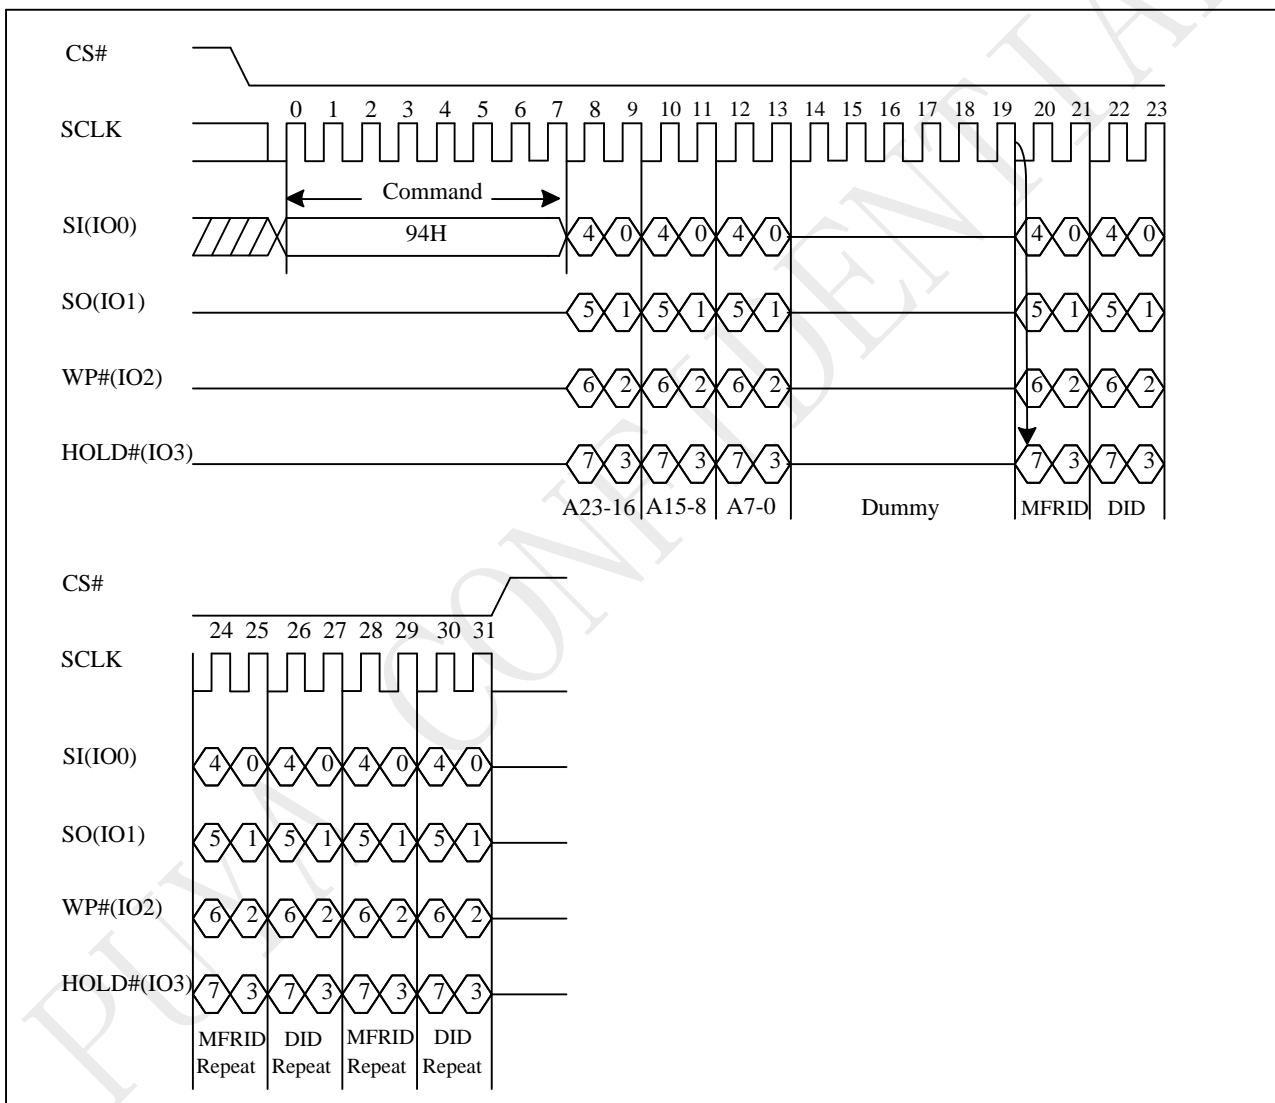 CS#
0 1 2 3 4 5 6 7 8 9 10 11 12 13 14 15 16 17 18 19 20 21 22 23
SCLK
Command
SI(IO0) 94H 4 0 4 0 4 0 4 0 4 0
SO(IO1) 5 1 5 1 5 1 5 1 5 1
WP#(IO2) 6 2 6 2 6 2 6 2 6 2
HOLD#(IO3) 7 3 7 3 7 3 7 3 7 3
A23-16 A15-8 A7-0 Dummy MFRID DID
CS#
24 25 26 27 28 29 30 31
SCLK
SI(IO0) 4 0 4 0 4 0 4 0
SO(IO1) 5 1 5 1 5 1 5 1
WP#(IO2) 6 2 6 2 6 2 6 2
HOLD#(IO3) 7 3 7 3 7 3 7 3
MFRID DID MFRID DID
Repeat Repeat Repeat Repeat
PUYA CONFIDENTIAL